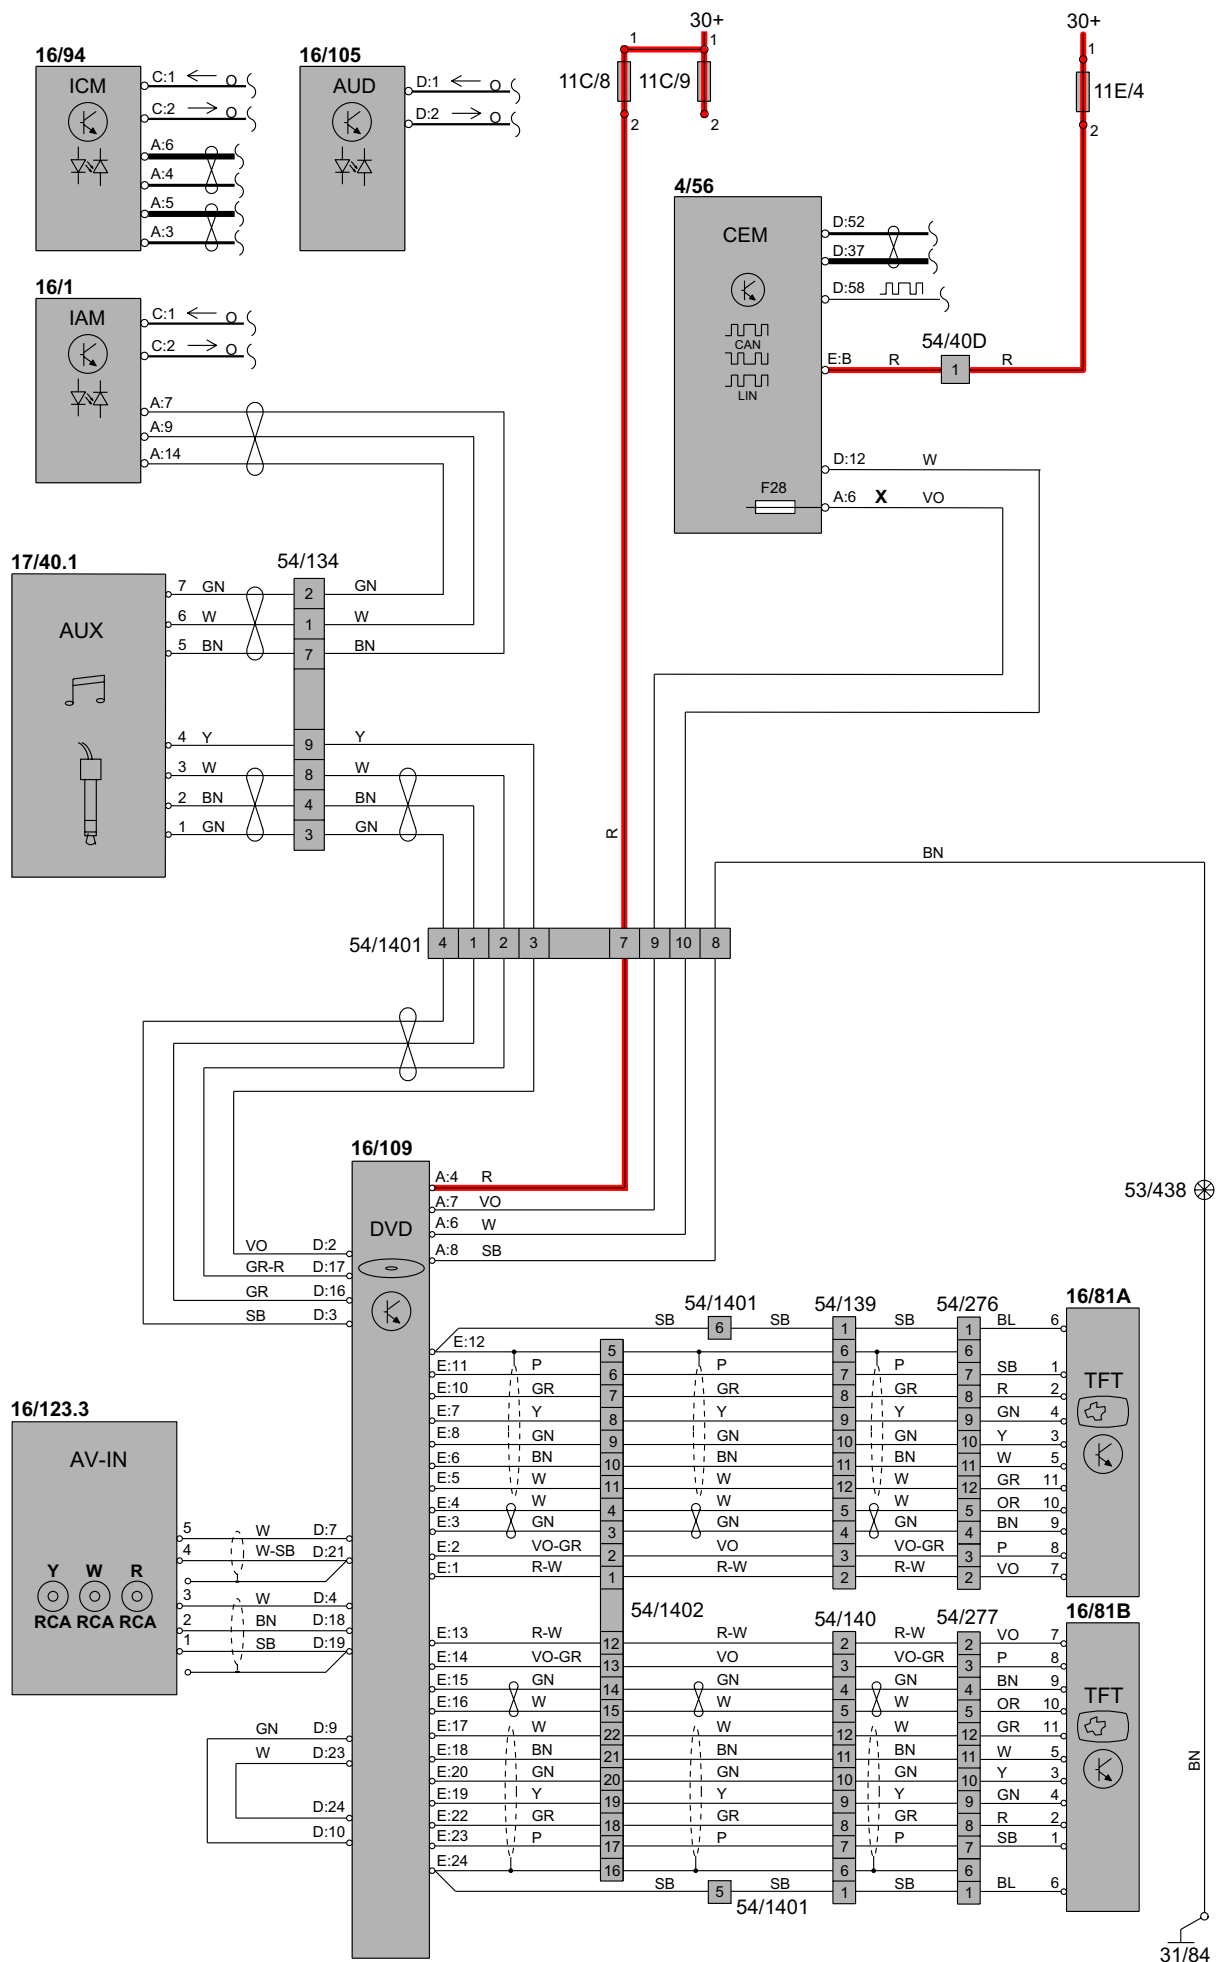 30+
30+
16/94
16/105
1
1
1
ICM
C:1
O
C:2
O
A:6
A:4
A:5
A:3
AUD
D:1
O
D:2
O
11C/8
11C/9
2
2
11E/4
2
4/56
CEM
CAN
LIN
D:52
D:37
D:58
E:B
R
54/40D
1
R
D:12
W
F28
A:6
X
VO
16/1
IAM
C:1
O
C:2
O
A:7
A:9
A:14
17/40.1
54/134
AUX
7
GN
2
GN
6
W
1
W
5
BN
7
BN
4
Y
9
Y
3
W
8
W
2
BN
4
BN
1
GN
3
GN
R
BN
54/1401
4
1
2
3
7
9
10
8
16/109
DVD
A:4
R
A:7
VO
A:6
W
A:8
SB
53/438
VO
D:2
GR-R
D:17
GR
D:16
SB
D:3
54/1401
54/139
54/276
16/81A
TFT
SB
6
SB
1
SB
1
BL
6
E:12
5
6
6
E:11
P
6
P
7
P
7
SB
1
E:10
GR
7
GR
8
GR
8
R
2
E:7
Y
8
Y
9
Y
9
GN
4
E:8
GN
9
GN
10
GN
10
Y
3
E:6
BN
10
BN
11
BN
11
W
5
E:5
W
11
W
12
W
12
GR
11
E:4
W
4
W
5
W
5
OR
10
E:3
GN
3
GN
4
GN
4
BN
9
E:2
VO-GR
2
VO
3
VO-GR
3
P
8
E:1
R-W
1
R-W
2
R-W
2
VO
7
16/123.3
AV-IN
Y
W
R
RCA
RCA
RCA
5
W
D:7
4
W-SB
D:21
3
W
D:4
2
BN
D:18
1
SB
D:19
GN
D:9
W
D:23
D:24
D:10
54/1402
54/140
54/277
16/81B
TFT
E:13
R-W
12
R-W
2
R-W
2
VO
7
E:14
VO-GR
13
VO
3
VO-GR
3
P
8
E:15
GN
14
GN
4
GN
4
BN
9
E:16
W
15
W
5
W
5
OR
10
E:17
W
22
W
12
W
12
GR
11
E:18
BN
21
BN
11
BN
11
W
5
E:20
GN
20
GN
10
GN
10
Y
3
E:19
Y
19
Y
9
Y
9
GN
4
E:22
GR
18
GR
8
GR
8
R
2
E:23
P
17
P
7
P
7
SB
1
E:24
16
6
6
SB
5
SB
1
SB
1
BL
6
54/1401
BN
31/84